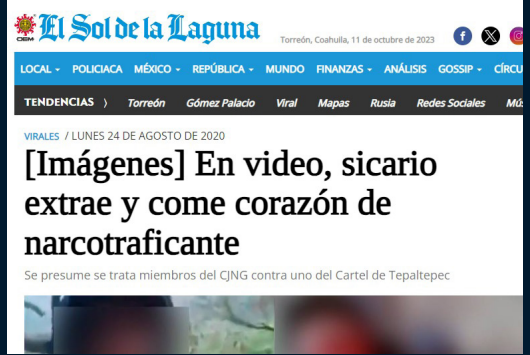 OEM El Sol de la Laguna Torreón, Coahuila, 11 de octubre de 2023
LOCAL POLICIACA MÉXICO REPÚBLICA MUNDO FINANZAS ANÁLISIS GOSSIP CÍRCU
TENDENCIAS ) Torreón Gómez Palacio Viral Mapas Rusia Redes Sociales Mú
VIRALES / LUNES 24 DE AGOSTO DE 2020
[Imágenes] En video, sicario
extrae y come corazón de
narcotraficante
Se presume se trata miembros del CJNG contra uno del Cartel de Tepaltepec